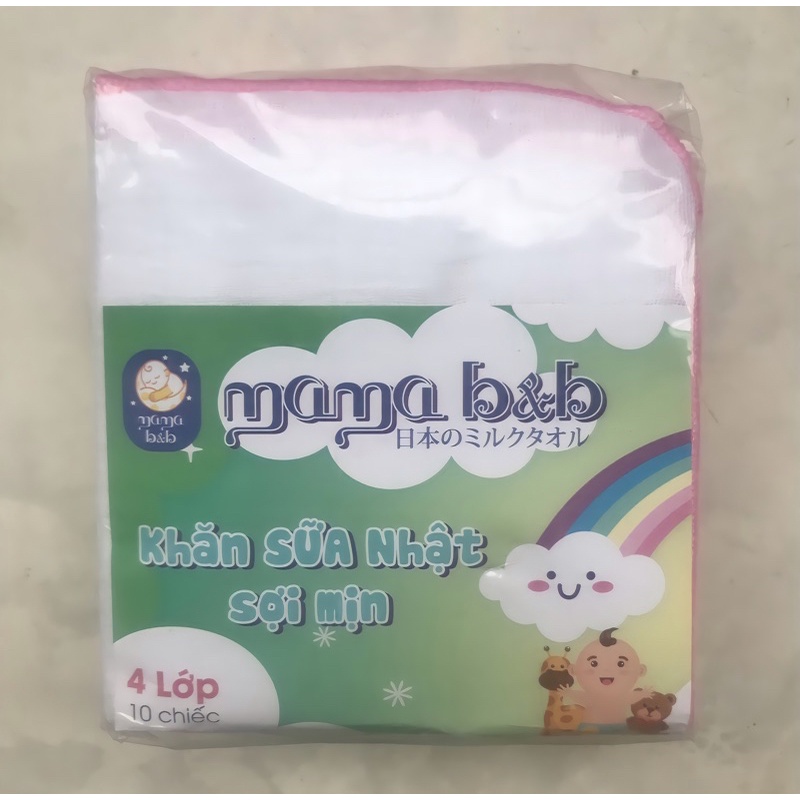 mama
b&b
mama b&b
日本のミルクタオル
Khăn SỮA Nhật
sợi mịn
4 Lớp
10 chiếc